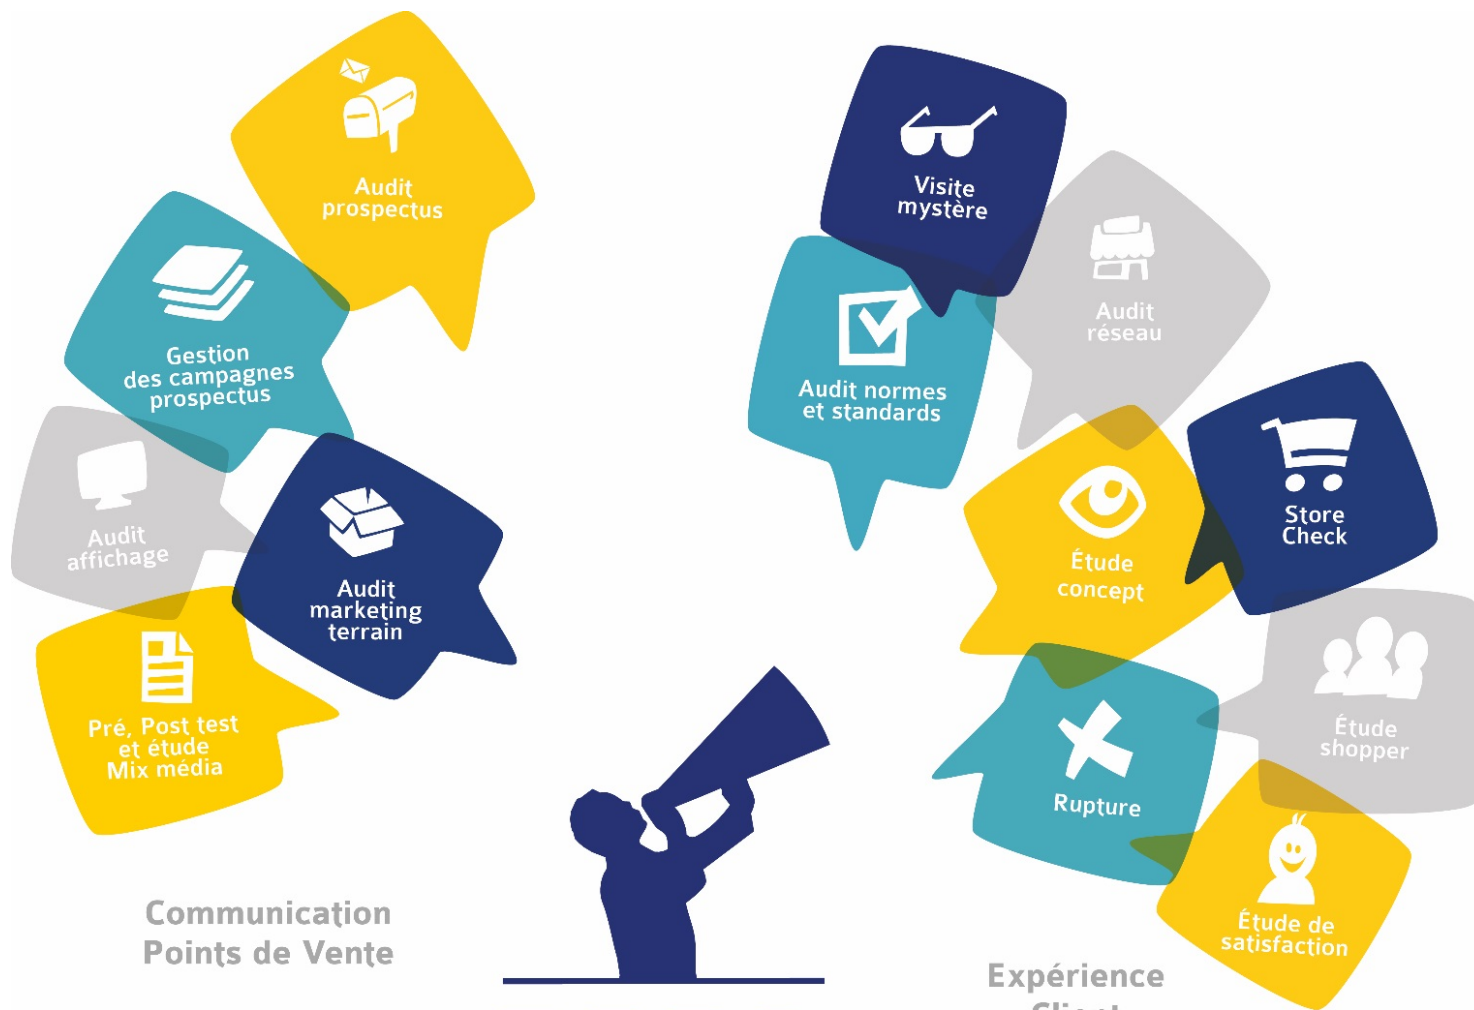 Audit
prospectus
Gestion
des campagnes
prospectus
Audit
affichage
Audit
marketing
terrain
Pré, Post test
et étude
Mix média
Communication
Points de Vente
Visite
mystère
Audit
réseau
Audit normes
et standards
Store
Check
Étude
concept
Étude
shopper
Rupture
Étude de
satisfaction
Expérience
Client